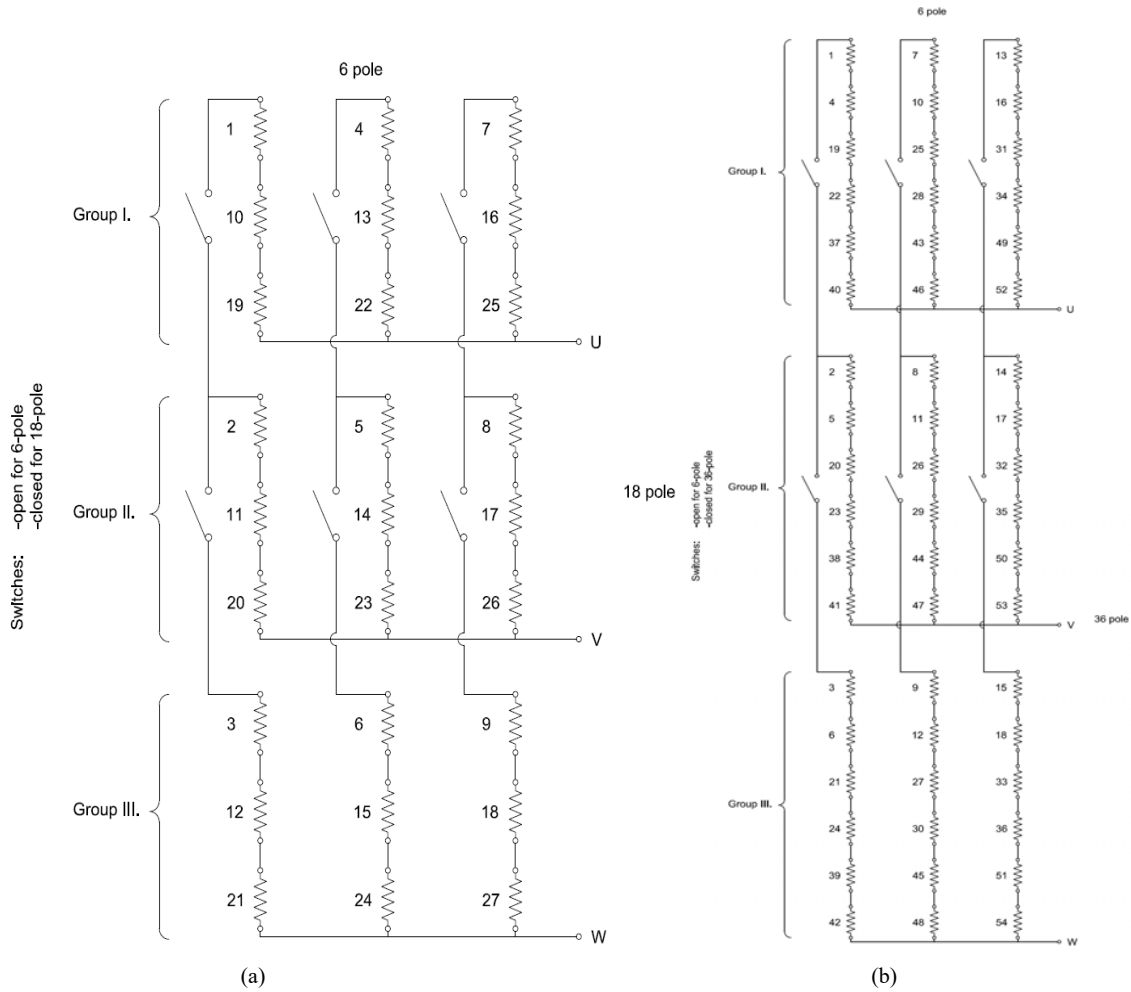 6 pole
1 4 7
Group I.
10 13 16
19 22 25
U
Switches: -open for 6-pole
-closed for 18-pole
2 5 8
Group II.
11 14 17
20 23 26
V
18 pole
3 6 9
Group III.
12 15 18
21 24 27
W
(a)
6 pole
1 7 13
4 10 16
19 25 31
Group I.
22 28 34
37 43 49
40 46 52
U
2 8 14
5 11 17
20 26 32
Switches: -open for 6-pole
-closed for 36-pole
Group II.
23 29 35
38 44 50
41 47 53
V
36 pole
3 9 15
6 12 18
21 27 33
Group III.
24 30 36
39 45 51
42 48 54
W
(b)